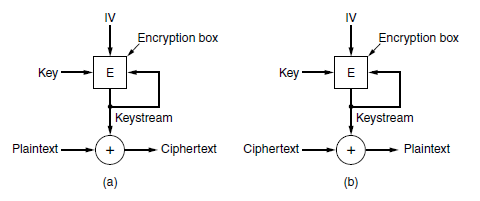 IV
Encryption box
Key
E
Keystream
Plaintext
+
Ciphertext
(a)
IV
Encryption box
Key
E
Keystream
Ciphertext
+
Plaintext
(b)